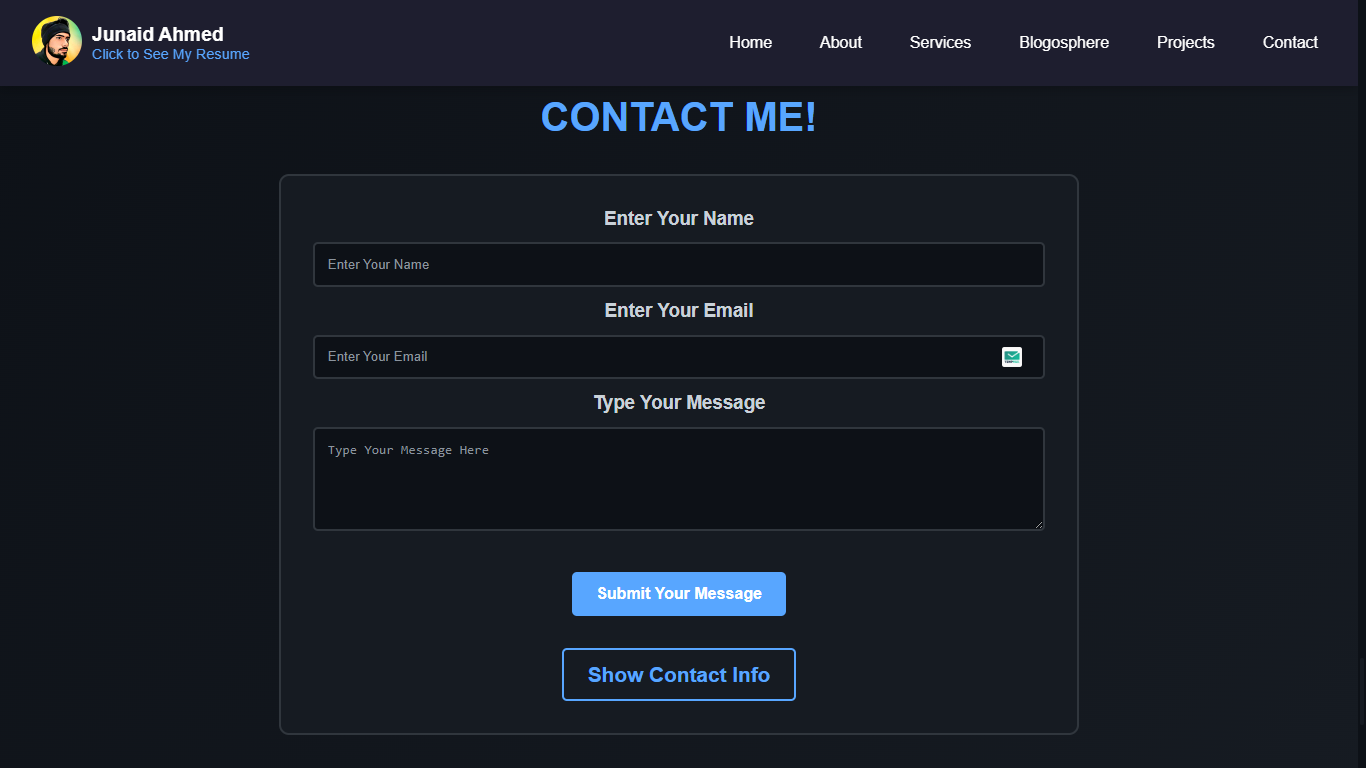 Junaid Ahmed
Click to See My Resume
Home
About
Services
Blogosphere
Projects
Contact
CONTACT ME!
Enter Your Name
Enter Your Name
Enter Your Email
Enter Your Email
Type Your Message
Type Your Message Here
Submit Your Message
Show Contact Info